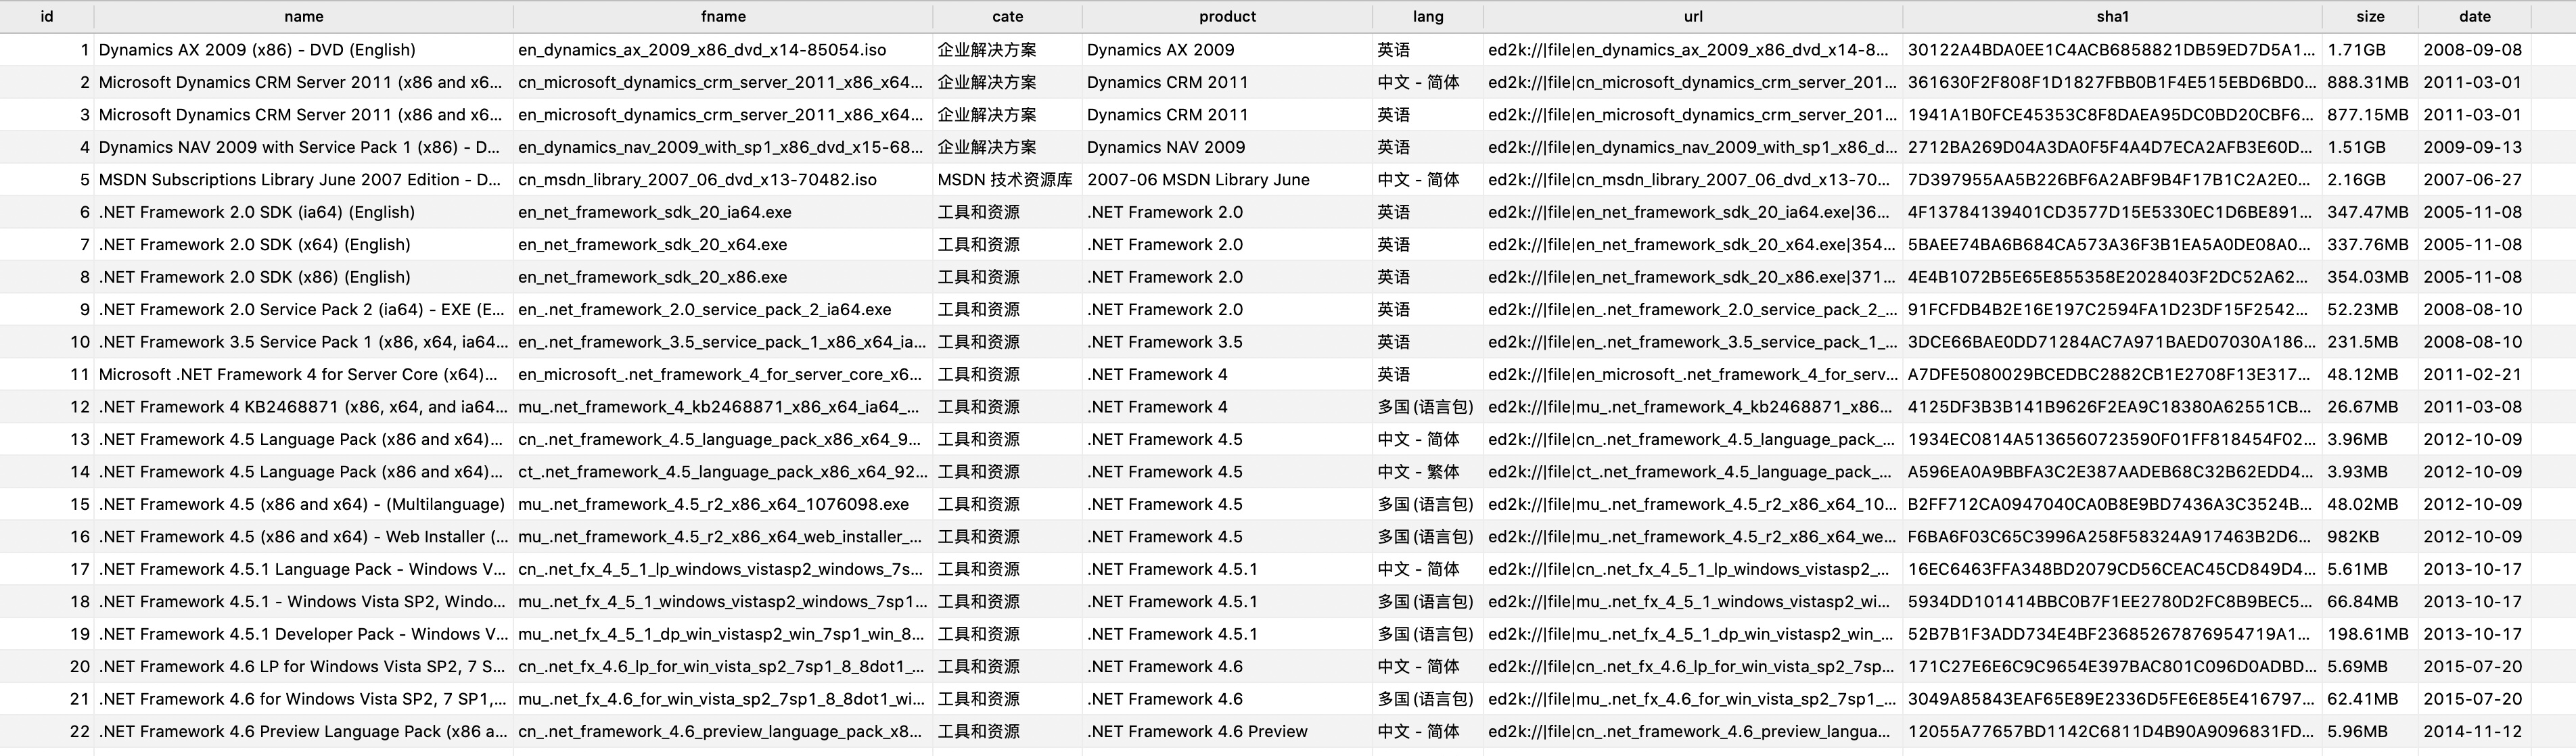 id name fname cate product lang url sha1 size date
1 Dynamics AX 2009 (x86) - DVD (English) en_dynamics_ax_2009_x86_dvd_x14-85054.iso 企业解决方案 Dynamics AX 2009 英语 ed2k://|file|en_dynamics_ax_2009_x86_dvd_x14-8... 30122A4BDA0EE1C4ACB6858821DB59ED7D5A1... 1.71GB 2008-09-08
2 Microsoft Dynamics CRM Server 2011 (x86 and x6... cn_microsoft_dynamics_crm_server_2011_x86_x64... 企业解决方案 Dynamics CRM 2011 中文 - 简体 ed2k://|file|cn_microsoft_dynamics_crm_server_201... 361630F2F808F1D1827FBB0B1F4E515EBD6BD0... 888.31MB 2011-03-01
3 Microsoft Dynamics CRM Server 2011 (x86 and x6... en_microsoft_dynamics_crm_server_2011_x86_x64... 企业解决方案 Dynamics CRM 2011 英语 ed2k://|file|en_microsoft_dynamics_crm_server_201... 1941A1B0FCE45353C8F8DAEA95DC0BD20CBF6... 877.15MB 2011-03-01
4 Dynamics NAV 2009 with Service Pack 1 (x86) - D... en_dynamics_nav_2009_with_sp1_x86_dvd_x15-68... 企业解决方案 Dynamics NAV 2009 英语 ed2k://|file|en_dynamics_nav_2009_with_sp1_x86_d... 2712BA269D04A3DA0F5F4A4D7ECA2AFB3E60D... 1.51GB 2009-09-13
5 MSDN Subscriptions Library June 2007 Edition - D... cn_msdn_library_2007_06_dvd_x13-70482.iso MSDN 技术资源库 2007-06 MSDN Library June 中文 - 简体 ed2k://|file|cn_msdn_library_2007_06_dvd_x13-70... 7D397955AA5B226BF6A2ABF9B4F17B1C2A2E0... 2.16GB 2007-06-27
6 .NET Framework 2.0 SDK (ia64) (English) en_net_framework_sdk_20_ia64.exe 工具和资源 .NET Framework 2.0 英语 ed2k://|file|en_net_framework_sdk_20_ia64.exe|36... 4F13784139401CD3577D15E5330EC1D6BE891... 347.47MB 2005-11-08
7 .NET Framework 2.0 SDK (x64) (English) en_net_framework_sdk_20_x64.exe 工具和资源 .NET Framework 2.0 英语 ed2k://|file|en_net_framework_sdk_20_x64.exe|354... 5BAEE74BA6B684CA573A36F3B1EA5A0DE08A0... 337.76MB 2005-11-08
8 .NET Framework 2.0 SDK (x86) (English) en_net_framework_sdk_20_x86.exe 工具和资源 .NET Framework 2.0 英语 ed2k://|file|en_net_framework_sdk_20_x86.exe|371... 4E4B1072B5E65E855358E2028403F2DC52A62... 354.03MB 2005-11-08
9 .NET Framework 2.0 Service Pack 2 (ia64) - EXE (E... en_.net_framework_2.0_service_pack_2_ia64.exe 工具和资源 .NET Framework 2.0 英语 ed2k://|file|en_.net_framework_2.0_service_pack_2_... 91FCFDB4B2E16E197C2594FA1D23DF15F2542... 52.23MB 2008-08-10
10 .NET Framework 3.5 Service Pack 1 (x86, x64, ia64... en_.net_framework_3.5_service_pack_1_x86_x64_ia... 工具和资源 .NET Framework 3.5 英语 ed2k://|file|en_.net_framework_3.5_service_pack_1_... 3DCE66BAE0DD71284AC7A971BAED07030A186... 231.5MB 2008-08-10
11 Microsoft .NET Framework 4 for Server Core (x64)... en_microsoft_.net_framework_4_for_server_core_x6... 工具和资源 .NET Framework 4 英语 ed2k://|file|en_microsoft_.net_framework_4_for_serv... A7DFE5080029BCEDBC2882CB1E2708F13E317... 48.12MB 2011-02-21
12 .NET Framework 4 KB2468871 (x86, x64, and ia64... mu_.net_framework_4_kb2468871_x86_x64_ia64_... 工具和资源 .NET Framework 4 多国(语言包) ed2k://|file|mu_.net_framework_4_kb2468871_x86... 4125DF3B3B141B9626F2EA9C18380A62551CB... 26.67MB 2011-03-08
13 .NET Framework 4.5 Language Pack (x86 and x64)... cn_.net_framework_4.5_language_pack_x86_x64_9... 工具和资源 .NET Framework 4.5 中文 - 简体 ed2k://|file|cn_.net_framework_4.5_language_pack_... 1934EC0814A5136560723590F01FF818454F02... 3.96MB 2012-10-09
14 .NET Framework 4.5 Language Pack (x86 and x64)... ct_.net_framework_4.5_language_pack_x86_x64_92... 工具和资源 .NET Framework 4.5 中文 - 繁体 ed2k://|file|ct_.net_framework_4.5_language_pack_... A596EA0A9BBFA3C2E387AADEB68C32B62EDD4... 3.93MB 2012-10-09
15 .NET Framework 4.5 (x86 and x64) - (Multilanguage) mu_.net_framework_4.5_r2_x86_x64_1076098.exe 工具和资源 .NET Framework 4.5 多国(语言包) ed2k://|file|mu_.net_framework_4.5_r2_x86_x64_10... B2FF712CA0947040CA0B8E9BD7436A3C3524B... 48.02MB 2012-10-09
16 .NET Framework 4.5 (x86 and x64) - Web Installer (... mu_.net_framework_4.5_r2_x86_x64_web_installer_... 工具和资源 .NET Framework 4.5 多国(语言包) ed2k://|file|mu_.net_framework_4.5_r2_x86_x64_we... F6BA6F03C65C3996A258F58324A917463B2D6... 982KB 2012-10-09
17 .NET Framework 4.5.1 Language Pack - Windows V... cn_.net_fx_4_5_1_lp_windows_vistasp2_windows_7s... 工具和资源 .NET Framework 4.5.1 中文 - 简体 ed2k://|file|cn_.net_fx_4_5_1_lp_windows_vistasp2_... 16EC6463FFA348BD2079CD56CEAC45CD849D4... 5.61MB 2013-10-17
18 .NET Framework 4.5.1 - Windows Vista SP2, Windo... mu_.net_fx_4_5_1_windows_vistasp2_windows_7sp1... 工具和资源 .NET Framework 4.5.1 多国(语言包) ed2k://|file|mu_.net_fx_4_5_1_windows_vistasp2_wi... 5934DD101414BBC0B7F1EE2780D2FC8B9BEC5... 66.84MB 2013-10-17
19 .NET Framework 4.5.1 Developer Pack - Windows V... mu_.net_fx_4_5_1_dp_win_vistasp2_win_7sp1_win_8... 工具和资源 .NET Framework 4.5.1 多国(语言包) ed2k://|file|mu_.net_fx_4_5_1_dp_win_vistasp2_win_... 52B7B1F3ADD734E4BF23685267876954719A1... 198.61MB 2013-10-17
20 .NET Framework 4.6 LP for Windows Vista SP2, 7 S... cn_.net_fx_4.6_lp_for_win_vista_sp2_7sp1_8_8dot1_... 工具和资源 .NET Framework 4.6 中文 - 简体 ed2k://|file|cn_.net_fx_4.6_lp_for_win_vista_sp2_7sp... 171C27E6E6C9C9654E397BAC801C096D0ADBD... 5.69MB 2015-07-20
21 .NET Framework 4.6 for Windows Vista SP2, 7 SP1,... mu_.net_fx_4.6_for_win_vista_sp2_7sp1_8_8dot1_wi... 工具和资源 .NET Framework 4.6 多国(语言包) ed2k://|file|mu_.net_fx_4.6_for_win_vista_sp2_7sp1_... 3049A85843EAF65E89E2336D5FE6E85E416797... 62.41MB 2015-07-20
22 .NET Framework 4.6 Preview Language Pack (x86 a... cn_.net_framework_4.6_preview_language_pack_x8... 工具和资源 .NET Framework 4.6 Preview 中文 - 简体 ed2k://|file|cn_.net_framework_4.6_preview_langua... 12055A77657BD1142C6811D4B90A9096831FD... 5.96MB 2014-11-12